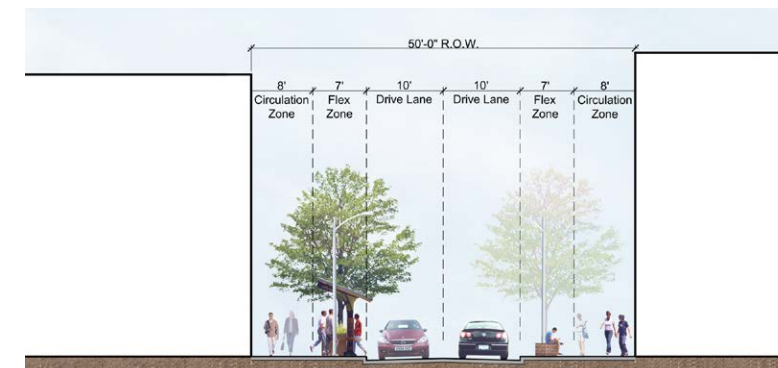 50'-0" R.O.W.
8' 7' 10' 10' 7' 8'
Circulation Flex Drive Lane Drive Lane Flex Circulation
Zone Zone Zone Zone